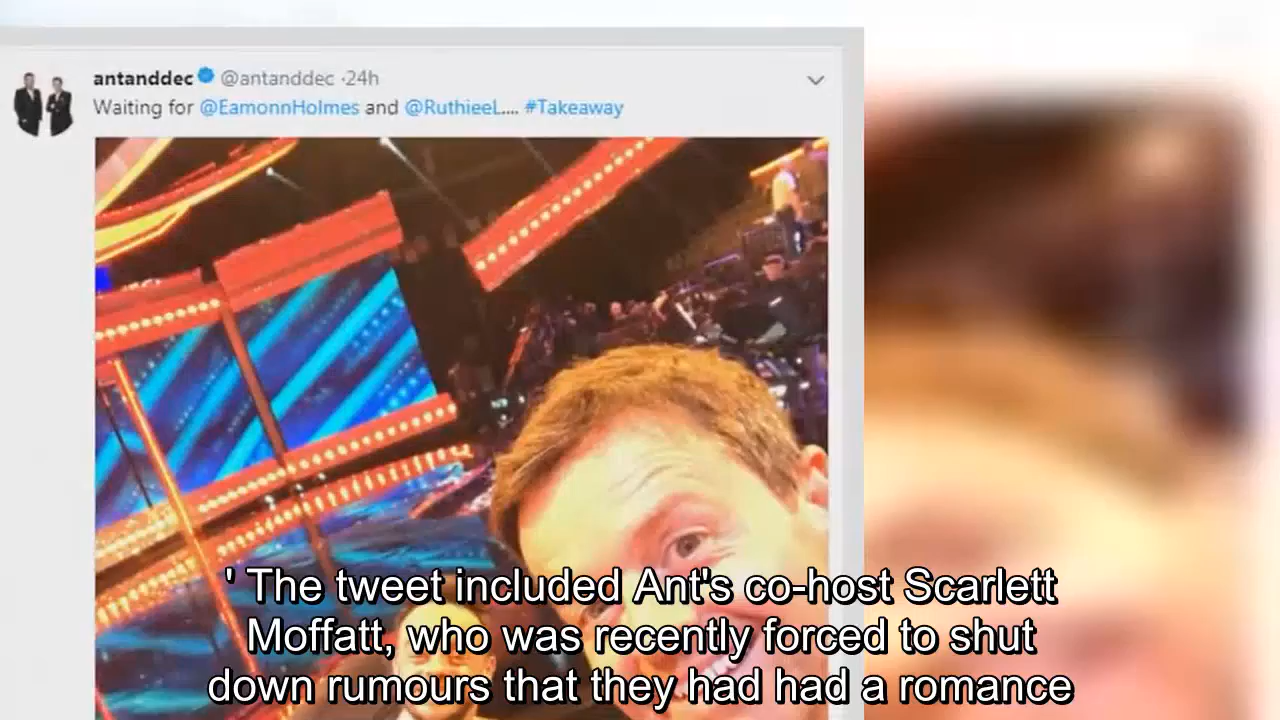 antanddec @antanddec ·24h
Waiting for @EamonnHolmes and @RuthieeL.... #Takeaway
' The tweet included Ant's co-host Scarlett
Moffatt, who was recently forced to shut
down rumours that they had had a romance